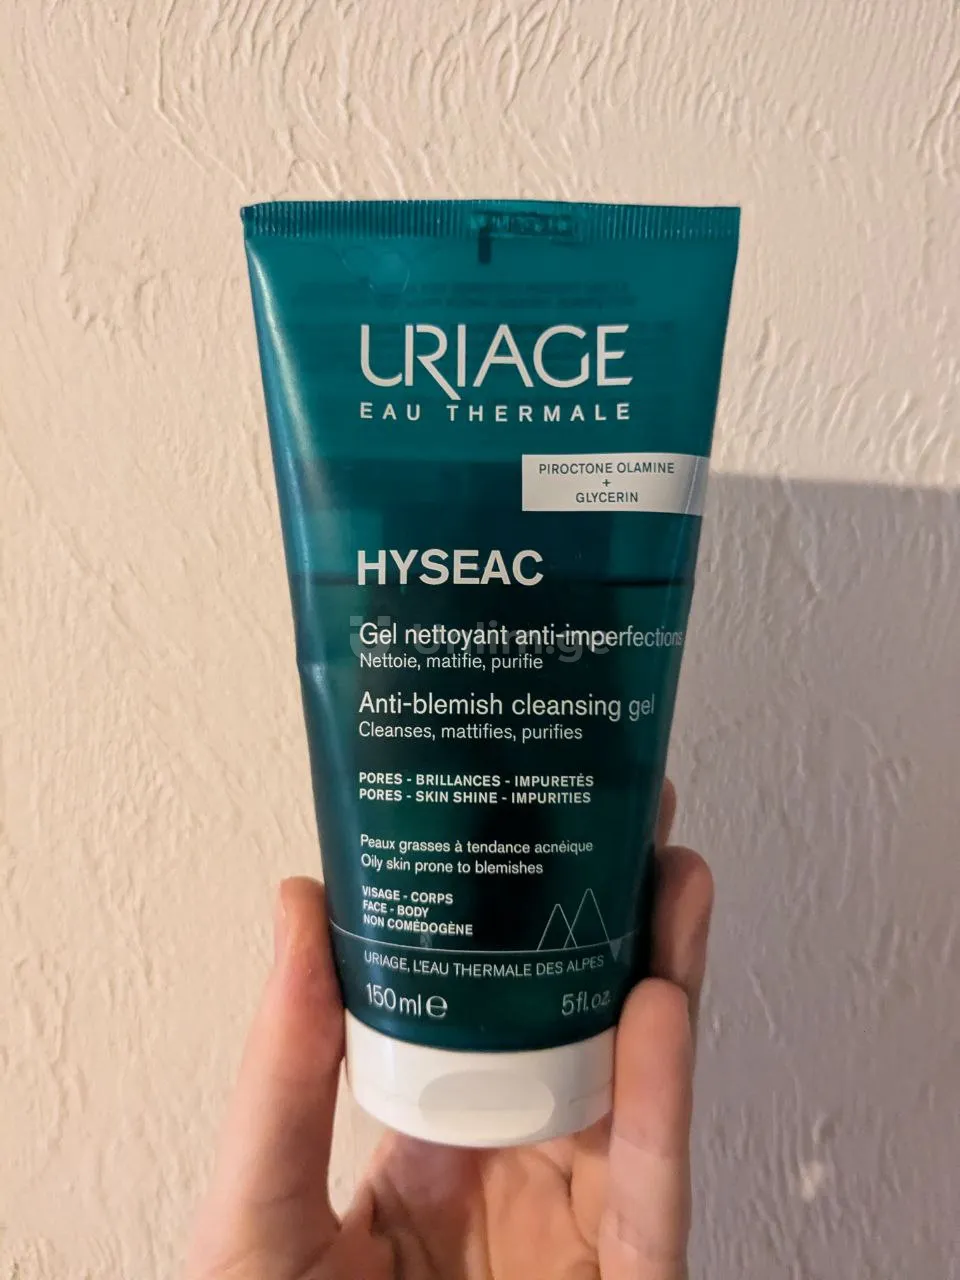 URIAGE
EAU THERMALE
PIROCTONE OLAMINE
+
GLYCERIN
HYSEAC
Gel nettoyant anti-imperfections
Nettoie, matifie, purifie
Anti-blemish cleansing gel
Cleanses, mattifies, purifies
PORES - BRILLANCES - IMPURETÉS
PORES - SKIN SHINE - IMPURITIES
Peaux grasses à tendance acnéique
Oily skin prone to blemishes
VISAGE - CORPS
FACE - BODY
NON COMÉDOGÈNE
URIAGE, L'EAU THERMALE DES ALPES
150 ml e 5 fl. oz.